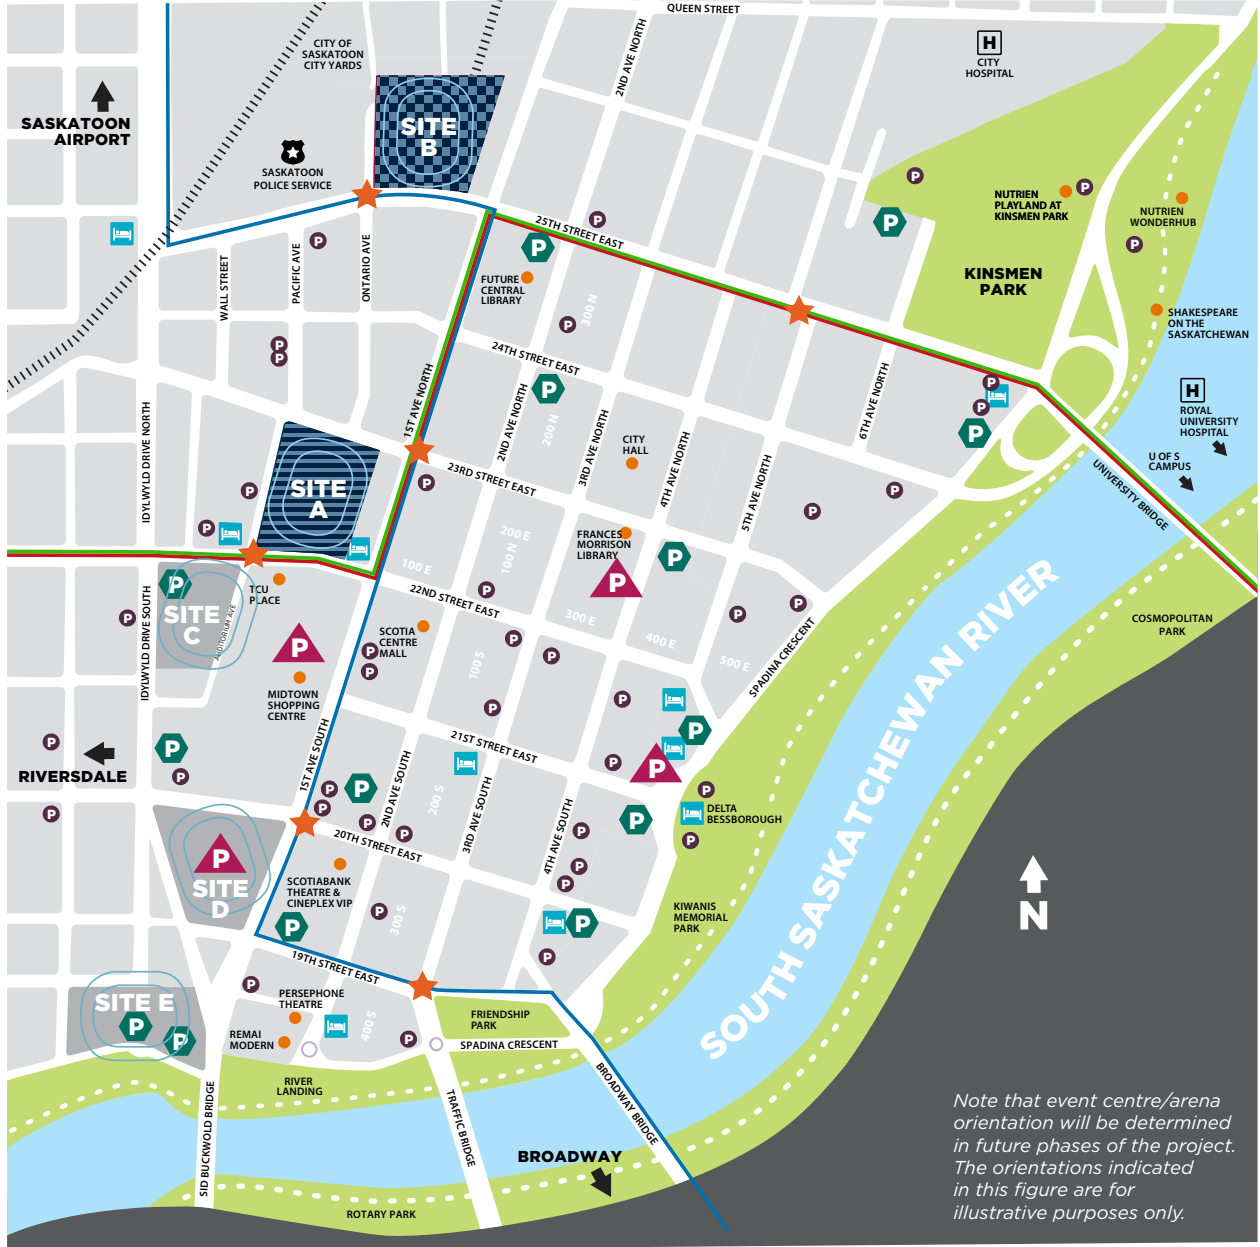 QUEEN STREET
CITY OF
SASKATOON
CITY YARDS
2ND AVE NORTH
H
CITY
HOSPITAL
SASKATOON
AIRPORT
SITE
B
SASKATOON
POLICE SERVICE
P
P
NUTRIEN
PLAYLAND AT
KINSMEN PARK
P
NUTRIEN
WONDERHUB
P
25TH STREET EAST
P
P
P
P
WALL STREET
PACIFIC AVE
ONTARIO AVE
FUTURE
CENTRAL
LIBRARY
300 N
KINSMEN
PARK
SHAKESPEARE
ON THE
SASKATCHEWAN
P
P
P
24TH STREET EAST
1ST AVE NORTH
2ND AVE NORTH
P
200 N
3RD AVE NORTH
CITY
HALL
4TH AVE NORTH
5TH AVE NORTH
6TH AVE NORTH
P
P
P
H
ROYAL
UNIVERSITY
HOSPITAL
U OF S
CAMPUS
UNIVERSITY BRIDGE
IDYLWYLD DRIVE NORTH
SITE
A
P
P
P
23RD STREET EAST
P
P
200 E
100 N
100 E
FRANCES
MORRISON
LIBRARY
P
P
P
SITE
C
AUDITORIUM AVE
TCU
PLACE
22ND STREET EAST
P
300 E
400 E
500 E
P
P
SPADINA CRESCENT
COSMOPOLITAN
PARK
IDYLWYLD DRIVE SOUTH
P
P
MIDTOWN
SHOPPING
CENTRE
SCOTIA
CENTRE
MALL
P
P
100 S
P
P
P
P
P
RIVERSDALE
P
P
P
P
1ST AVE SOUTH
21ST STREET EAST
P
P
P
P
P
P
P
P
2ND AVE SOUTH
200 S
3RD AVE SOUTH
4TH AVE SOUTH
P
P
P
P
DELTA
BESSBOROUGH
P
20TH STREET EAST
P
SITE
D
SCOTIABANK
THEATRE &
CINEPLEX VIP
P
P
300 S
P
P
P
P
KIWANIS
MEMORIAL
PARK
SOUTH SASKATCHEWAN RIVER
N
19TH STREET EAST
P
SITE E
P
P
PERSEPHONE
THEATRE
REMAI
MODERN
400 S
P
FRIENDSHIP
PARK
SPADINA CRESCENT
RIVER
LANDING
SID BUCKWOLD BRIDGE
TRAFFIC BRIDGE
BROADWAY BRIDGE
BROADWAY
ROTARY PARK
Note that event centre/arena
orientation will be determined
in future phases of the project.
The orientations indicated
in this figure are for
illustrative purposes only.